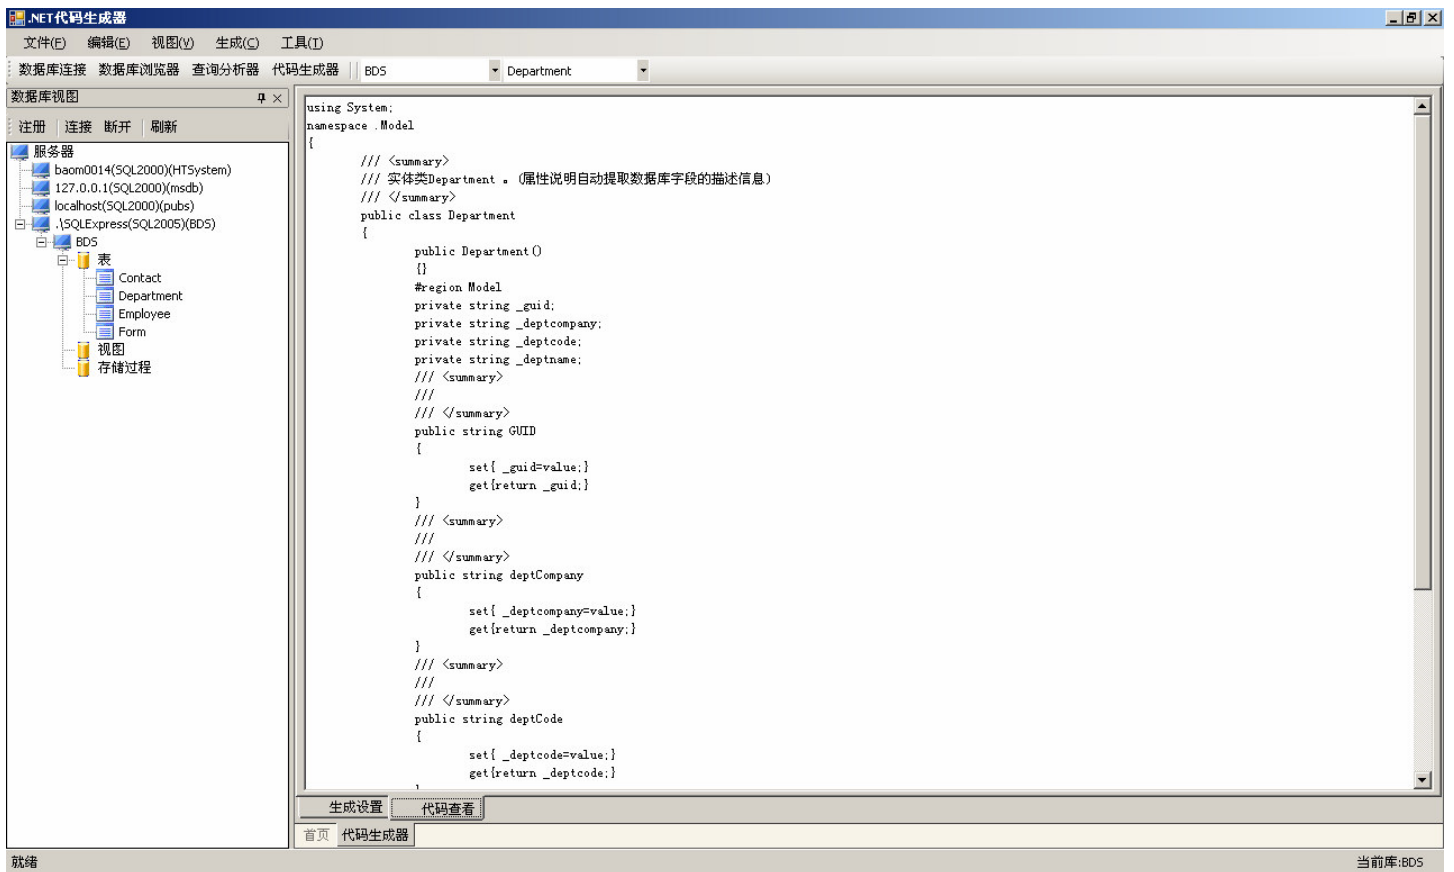 .NET代码生成器
文件(F) 编辑(E) 视图(V) 生成(C) 工具(T)
数据库连接 数据库浏览器 查询分析器 代码生成器 BDS Department
数据库视图
注册 连接 断开 刷新
服务器
baom0014(SQL2000)(HTSystem)
127.0.0.1(SQL2000)(msdb)
localhost(SQL2000)(pubs)
.\SQLExpress(SQL2005)(BDS)
BDS
表
Contact
Department
Employee
Form
视图
存储过程
using System;
namespace .Model
{
/// <summary>
/// 实体类Department 。(属性说明自动提取数据库字段的描述信息)
/// </summary>
public class Department
{
public Department()
{}
#region Model
private string _guid;
private string _deptcompany;
private string _deptcode;
private string _deptname;
/// <summary>
///
/// </summary>
public string GUID
{
set{ _guid=value;}
get{return _guid;}
}
/// <summary>
///
/// </summary>
public string deptCompany
{
set{ _deptcompany=value;}
get{return _deptcompany;}
}
/// <summary>
///
/// </summary>
public string deptCode
{
set{ _deptcode=value;}
get{return _deptcode;}
生成设置 代码查看
首页 代码生成器
就绪 当前库:BDS